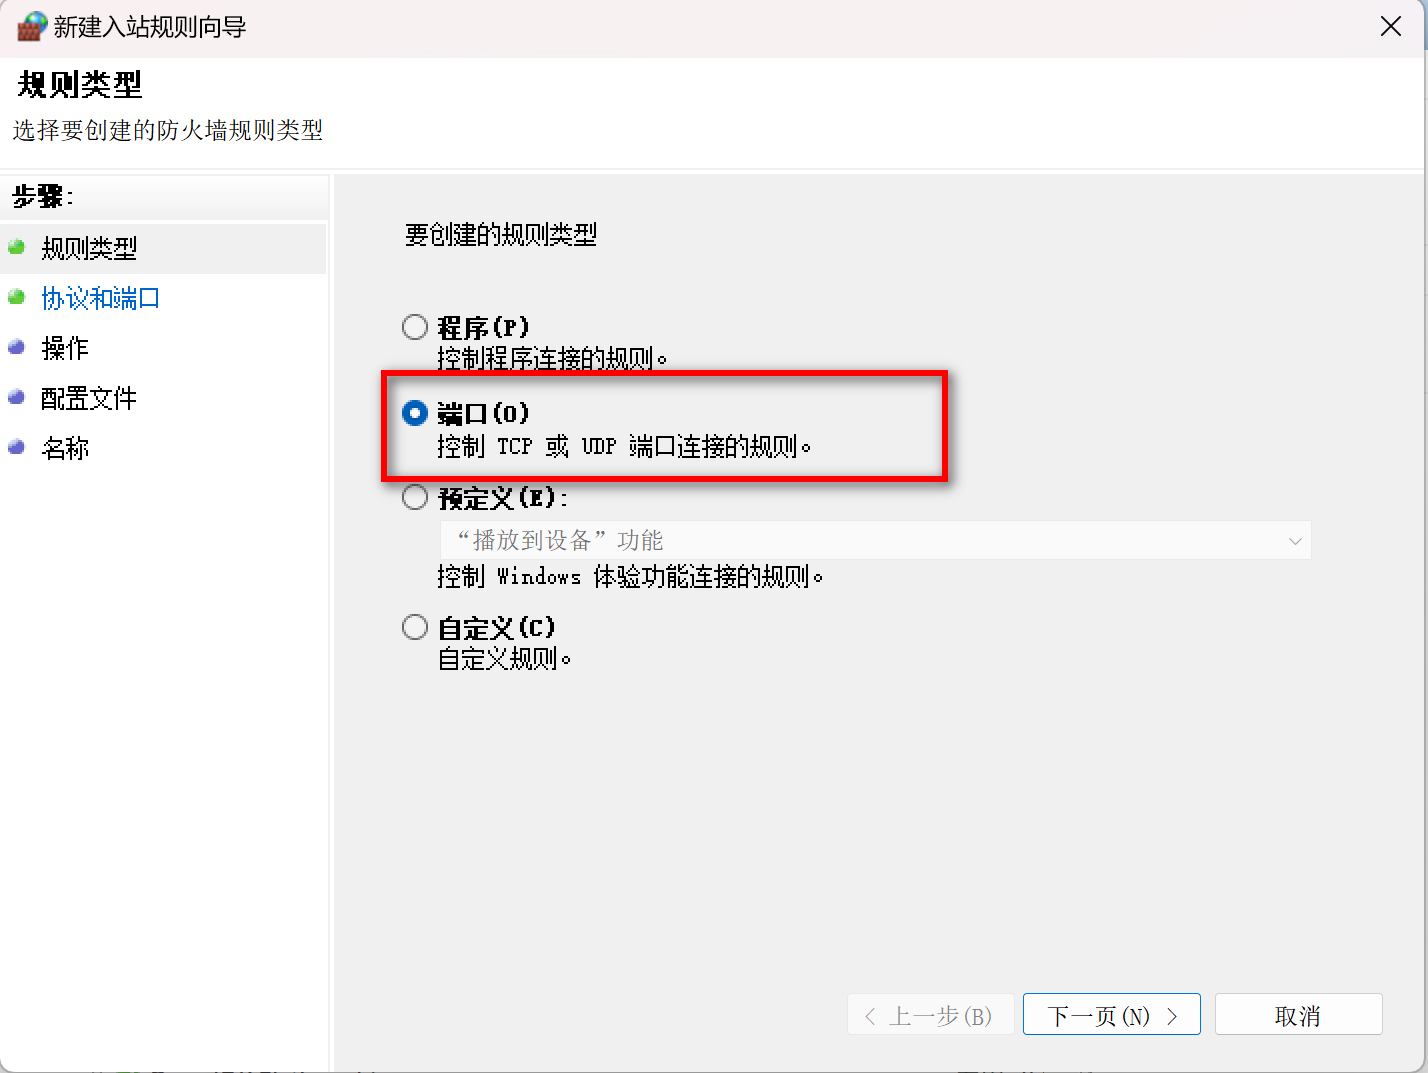 新建入站规则向导
规则类型
选择要创建的防火墙规则类型
步骤:
规则类型
协议和端口
操作
配置文件
名称
要创建的规则类型
程序(P)
控制程序连接的规则。
端口(O)
控制 TCP 或 UDP 端口连接的规则。
预定义(E):
“播放到设备”功能
控制 Windows 体验功能连接的规则。
自定义(C)
自定义规则。
< 上一步(B)
下一页(N) >
取消